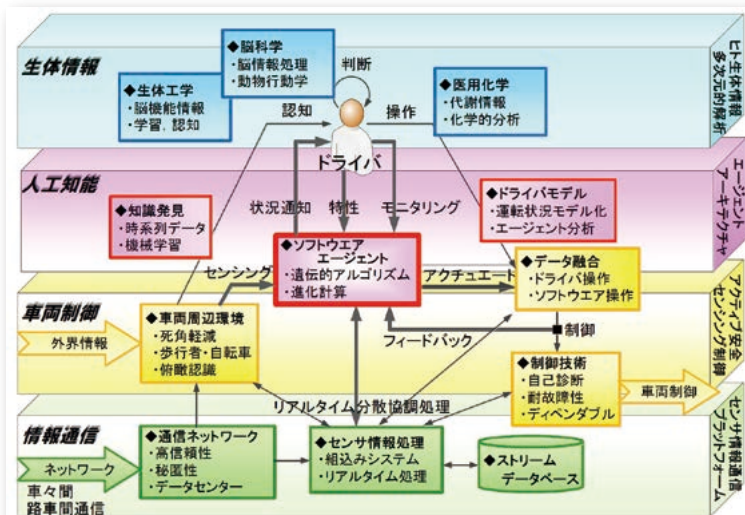 生体情報
◆脳科学
・脳情報処理
・動物行動学
◆生体工学
・脳機能情報
・学習，認知
判断
認知
操作
◆医用化学
・代謝情報
・化学的分析
ドライバ
ヒト生体情報
多次元的解析
人工知能
◆知識発見
・時系列データ
・機械学習
状況通知
特性
モニタリング
◆ドライバモデル
・運転状況モデル化
・エージェント分析
エージェント
アーキテクチャ
◆ソフトウエア
エージェント
・遺伝的アルゴリズム
・進化計算
センシング
アクチュエート
◆データ融合
・ドライバ操作
・ソフトウエア操作
車両制御
外界情報
◆車両周辺環境
・死角軽減
・歩行者・自転車
・俯瞰認識
フィードバック
制御
◆制御技術
・自己診断
・耐故障性
・ディペンダブル
車両制御
アクティブ安全
センシング制御
リアルタイム分散協調処理
情報通信
ネットワーク
車々間
路車間通信
◆通信ネットワーク
・高信頼性
・秘匿性
・データセンター
◆センサ情報処理
・組込みシステム
・リアルタイム処理
◆ストリーム
データベース
センサ情報通信
プラットフォーム